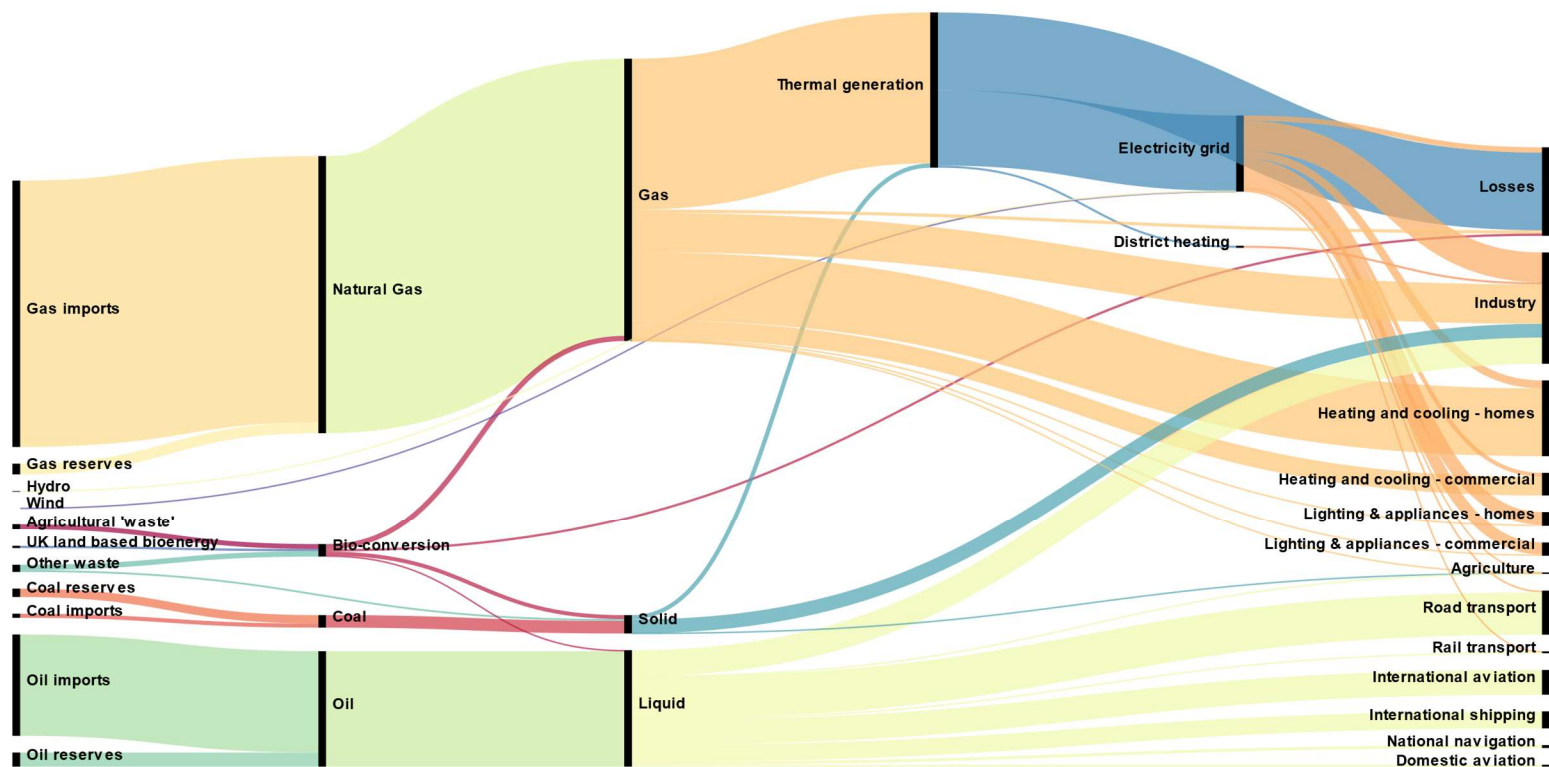 Thermal generation
Electricity grid
Losses
Gas
District heating
Natural Gas
Gas imports
Industry
Heating and cooling - homes
Gas reserves
Heating and cooling - commercial
Hydro
Wind
Lighting & appliances - homes
Agricultural 'waste'
UK land based bioenergy
Bio-conversion
Lighting & appliances - commercial
Other waste
Agriculture
Coal reserves
Road transport
Coal imports
Coal
Solid
Rail transport
Oil imports
International aviation
Oil
Liquid
International shipping
National navigation
Oil reserves
Domestic aviation